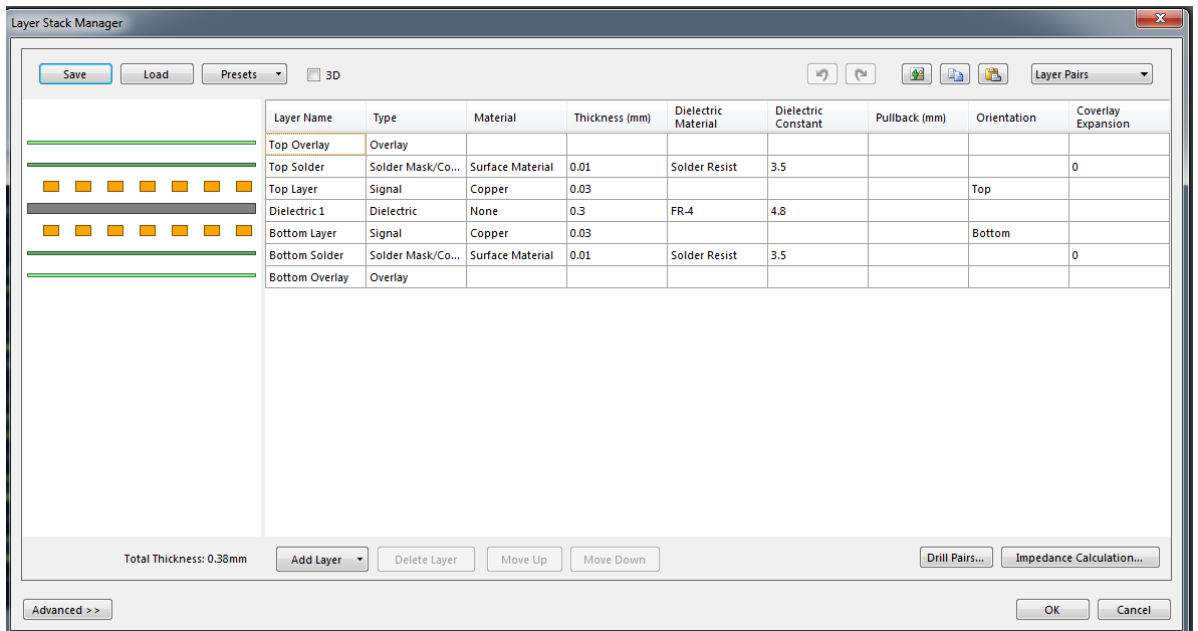 Layer Stack Manager
Save Load Presets 3D Layer Pairs
Layer Name Type Material Thickness (mm) Dielectric Material Dielectric Constant Pullback (mm) Orientation Coverlay Expansion
Top Overlay Overlay
Top Solder Solder Mask/Co... Surface Material 0.01 Solder Resist 3.5 0
Top Layer Signal Copper 0.03 Top
Dielectric 1 Dielectric None 0.3 FR-4 4.8
Bottom Layer Signal Copper 0.03 Bottom
Bottom Solder Solder Mask/Co... Surface Material 0.01 Solder Resist 3.5 0
Bottom Overlay Overlay
Total Thickness: 0.38mm Add Layer Delete Layer Move Up Move Down Drill Pairs... Impedance Calculation...
Advanced >> OK Cancel